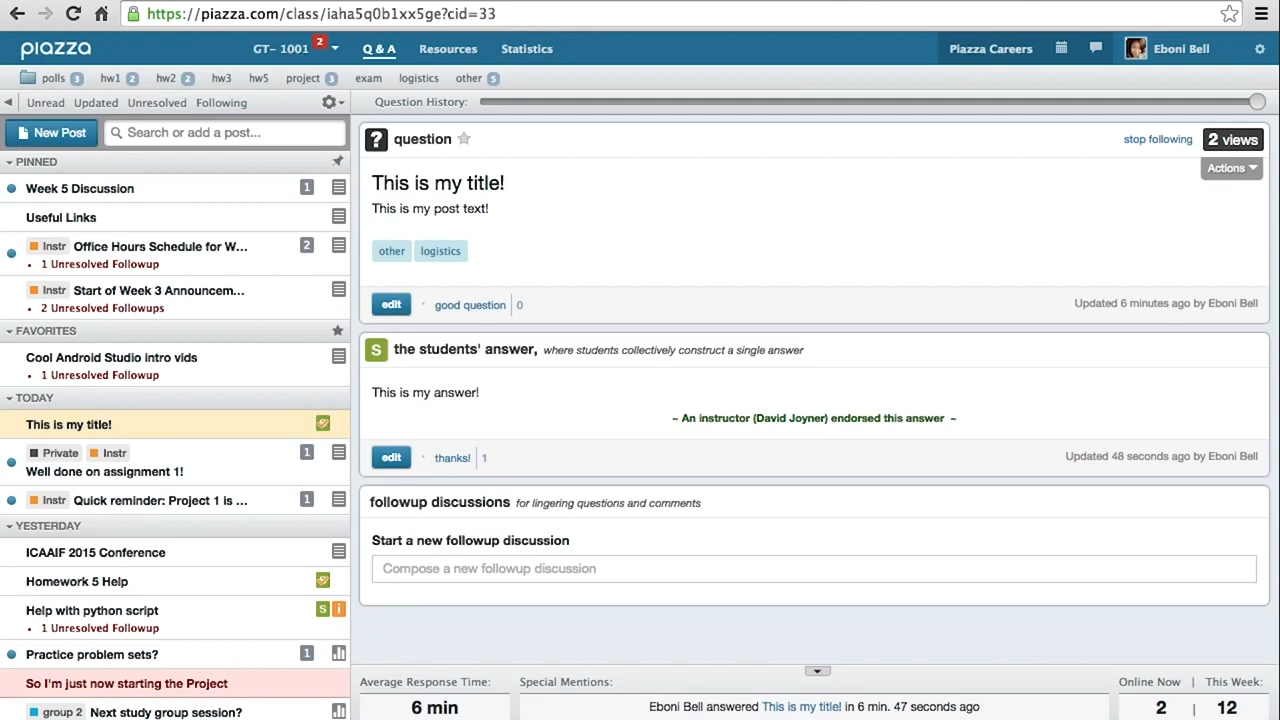 https://piazza.com/class/iaha5q0b1xx5ge?cid=33
piazza
GT- 1001 2
Q & A
Resources
Statistics
Piazza Careers
Eboni Bell
polls 3
hw1 2
hw2 2
hw3
hw5
project 3
exam
logistics
other 5
Unread Updated Unresolved Following
Question History:
New Post
Search or add a post...
PINNED
Week 5 Discussion 1
Useful Links
Instr Office Hours Schedule for W... 2
1 Unresolved Followup
Instr Start of Week 3 Announcem...
2 Unresolved Followups
FAVORITES
Cool Android Studio intro vids
1 Unresolved Followup
TODAY
This is my title!
Private Instr 1
Well done on assignment 1!
Instr Quick reminder: Project 1 is ... 1
YESTERDAY
ICAAIF 2015 Conference
Homework 5 Help
Help with python script S i
1 Unresolved Followup
Practice problem sets? 1
So I'm just now starting the Project
group 2 Next study group session?
? question
stop following
2 views
Actions
This is my title!
This is my post text!
other logistics
edit · good question 0
Updated 6 minutes ago by Eboni Bell
S the students' answer, where students collectively construct a single answer
This is my answer!
~ An instructor (David Joyner) endorsed this answer ~
edit · thanks! 1
Updated 48 seconds ago by Eboni Bell
followup discussions for lingering questions and comments
Start a new followup discussion
Compose a new followup discussion
Average Response Time:
6 min
Special Mentions:
Eboni Bell answered This is my title! in 6 min. 47 seconds ago
Online Now | This Week:
2 | 12